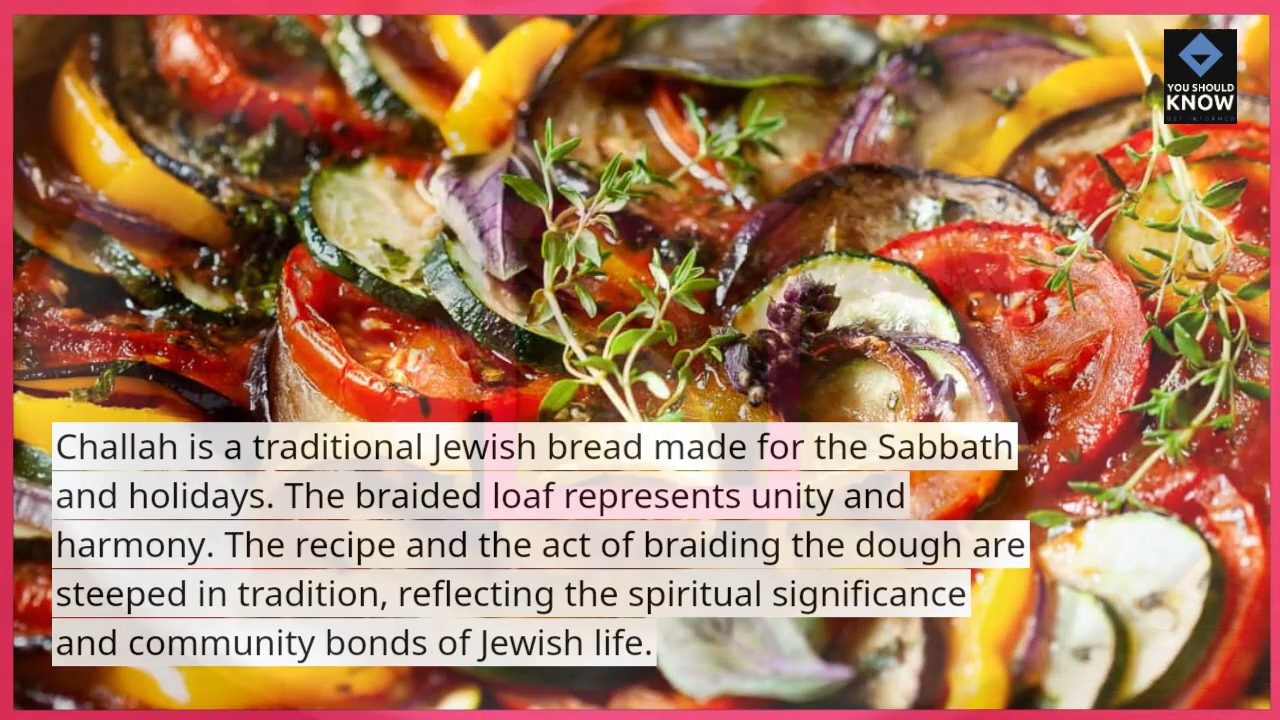 YOU SHOULD
KNOW
GET INFORMED
Challah is a traditional Jewish bread made for the Sabbath
and holidays. The braided loaf represents unity and
harmony. The recipe and the act of braiding the dough are
steeped in tradition, reflecting the spiritual significance
and community bonds of Jewish life.